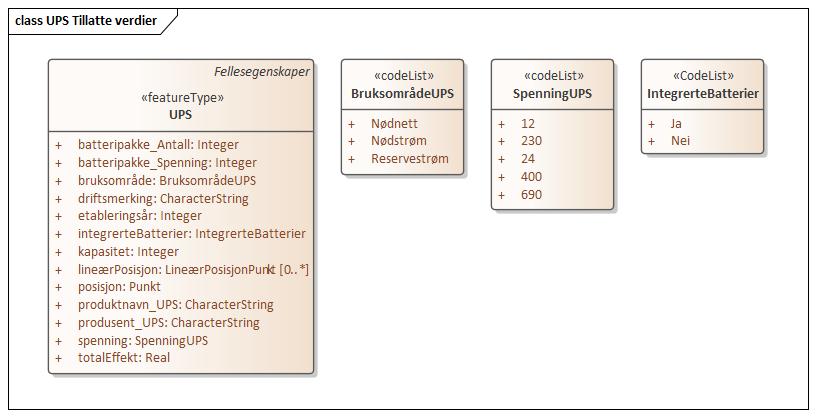 class UPS Tillatte verdier
Fellesegenskaper
«featureType»
UPS
+ batteripakke_Antall: Integer
+ batteripakke_Spenning: Integer
+ bruksområde: BruksområdeUPS
+ driftsmerking: CharacterString
+ etableringsår: Integer
+ integrerteBatterier: IntegrerteBatterier
+ kapasitet: Integer
+ lineærPosisjon: LineærPosisjonPunkt [0..*]
+ posisjon: Punkt
+ produktnavn_UPS: CharacterString
+ produsent_UPS: CharacterString
+ spenning: SpenningUPS
+ totalEffekt: Real
«codeList»
BruksområdeUPS
+ Nødnett
+ Nødstrøm
+ Reservestrøm
«codeList»
SpenningUPS
+ 12
+ 230
+ 24
+ 400
+ 690
«CodeList»
IntegrerteBatterier
+ Ja
+ Nei